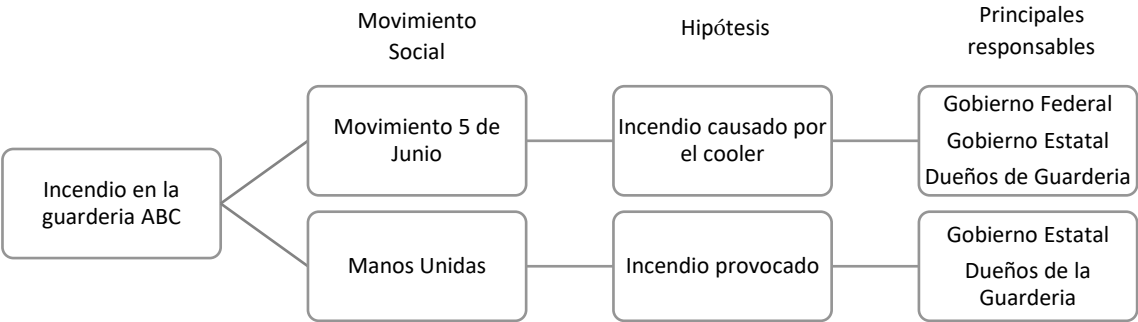 Movimiento
Social
Hipótesis
Principales
responsables
Incendio en la
guarderia ABC
Movimiento 5 de
Junio
Incendio causado por
el cooler
Gobierno Federal
Gobierno Estatal
Dueños de Guarderia
Manos Unidas
Incendio provocado
Gobierno Estatal
Dueños de la
Guarderia